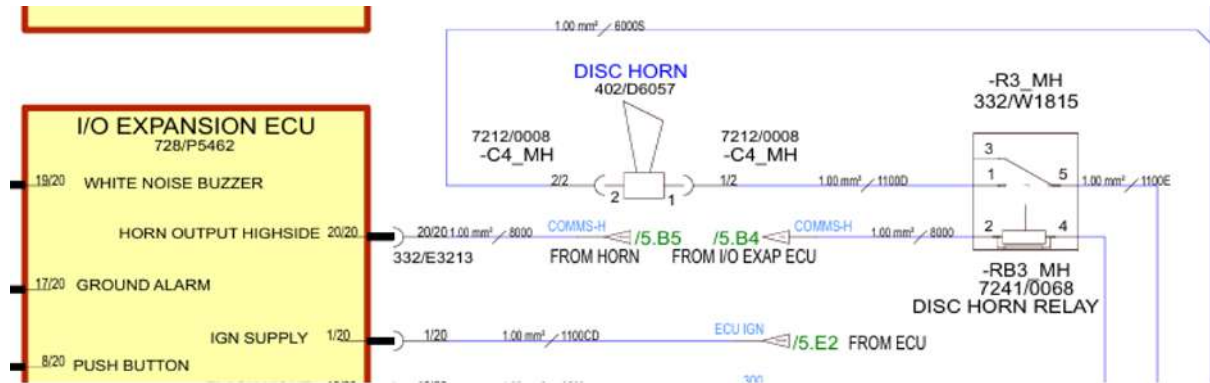 1.00 mm² 6000S
DISC HORN
402/D6057
-R3_MH
332/W1815
I/O EXPANSION ECU
728/P5462
7212/0008
-C4_MH
7212/0008
-C4_MH
3
1
5
19/20 WHITE NOISE BUZZER
2/2
2
1
1/2
1.00 mm² 1100D
1.00 mm² 1100E
HORN OUTPUT HIGHSIDE 20/20
20/20 1.00 mm² 8000
COMMS-H
/5.B5
/5.B4
COMMS-H
1.00 mm² 8000
2
4
332/E3213
FROM HORN
FROM I/O EXAP ECU
-RB3_MH
7241/0068
DISC HORN RELAY
17/20 GROUND ALARM
IGN SUPPLY 1/20
1/20
1.00 mm² 1100CD
ECU IGN
/5.E2 FROM ECU
8/20 PUSH BUTTON
300